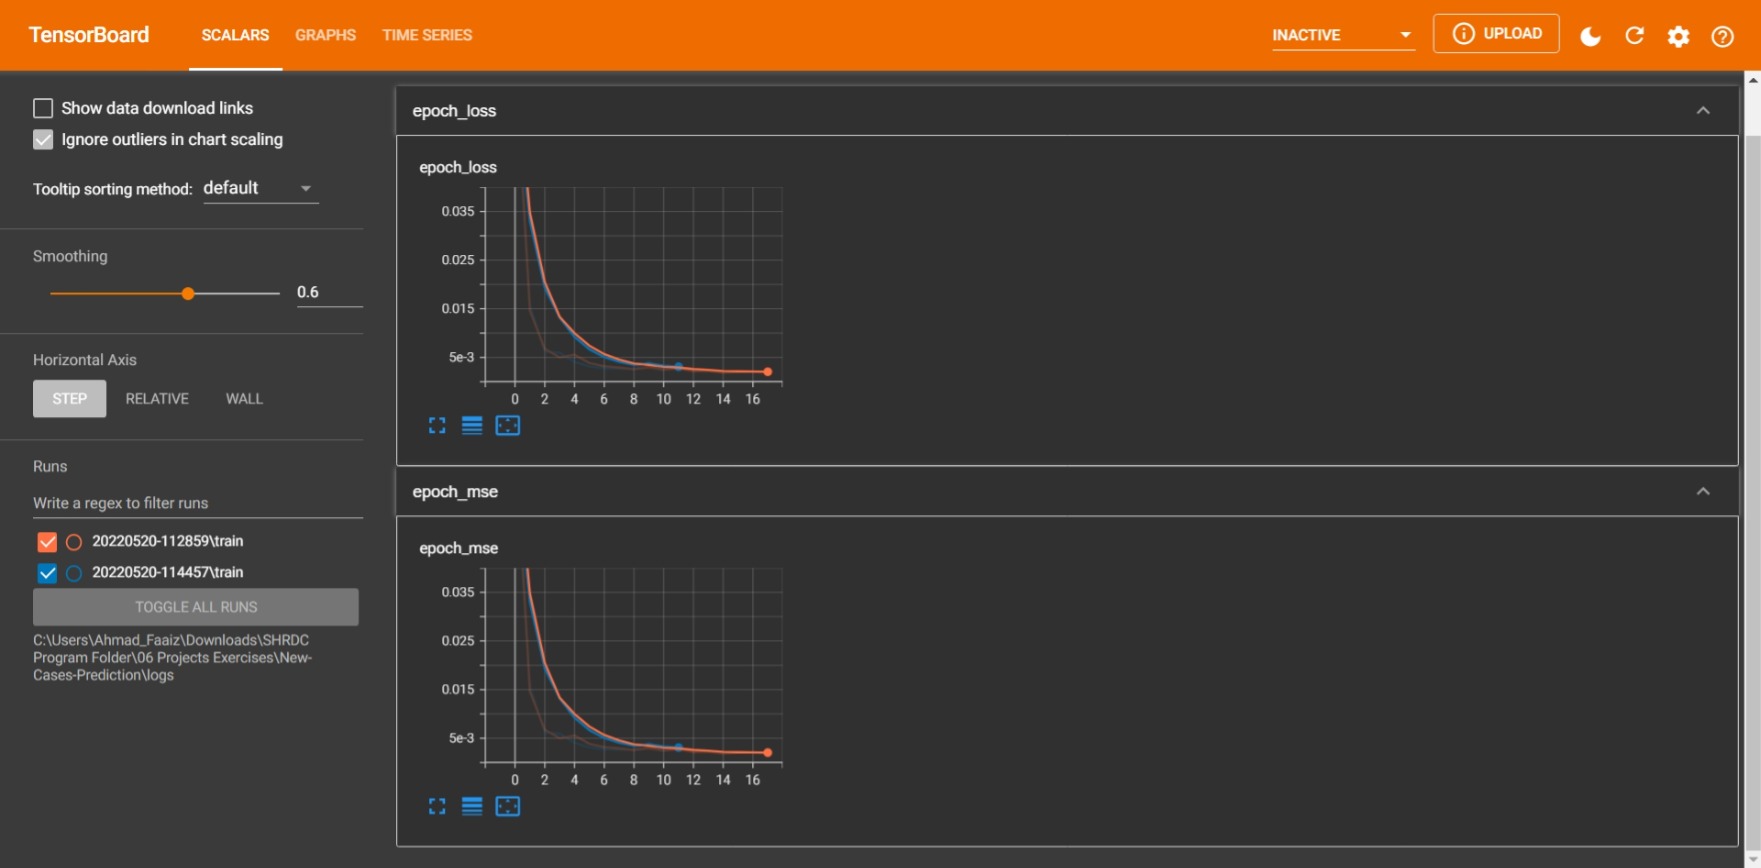 TensorBoard
SCALARS
GRAPHS
TIME SERIES
INACTIVE
UPLOAD
Show data download links
Ignore outliers in chart scaling
Tooltip sorting method: default
Smoothing
0.6
Horizontal Axis
STEP
RELATIVE
WALL
Runs
Write a regex to filter runs
20220520-112859\train
20220520-114457\train
TOGGLE ALL RUNS
C:\Users\Ahmad_Faaiz\Downloads\SHRDC
Program Folder\06 Projects Exercises\New-
Cases-Prediction\logs
epoch_loss
epoch_loss
0.035
0.025
0.015
5e-3
0 2 4 6 8 10 12 14 16
epoch_mse
epoch_mse
0.035
0.025
0.015
5e-3
0 2 4 6 8 10 12 14 16